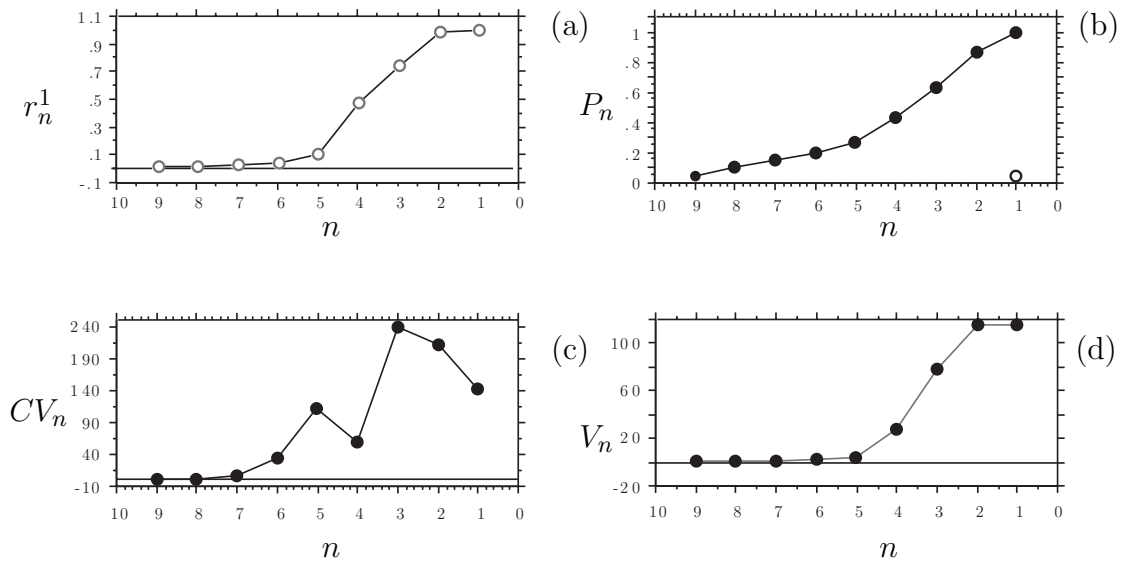 1.1
.9
.7
.5
.3
.1
-.1
r_n^1
10 9 8 7 6 5 4 3 2 1 0
n
(a)
1
.8
.6
.4
.2
0
P_n
10 9 8 7 6 5 4 3 2 1 0
n
(b)
240
190
140
90
40
-10
CV_n
10 9 8 7 6 5 4 3 2 1 0
n
(c)
100
60
20
-20
V_n
10 9 8 7 6 5 4 3 2 1 0
n
(d)